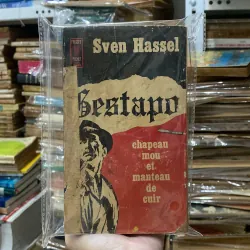 Sven Hassel
Gestapo
chapeau
mou
et
manteau
de
cuir